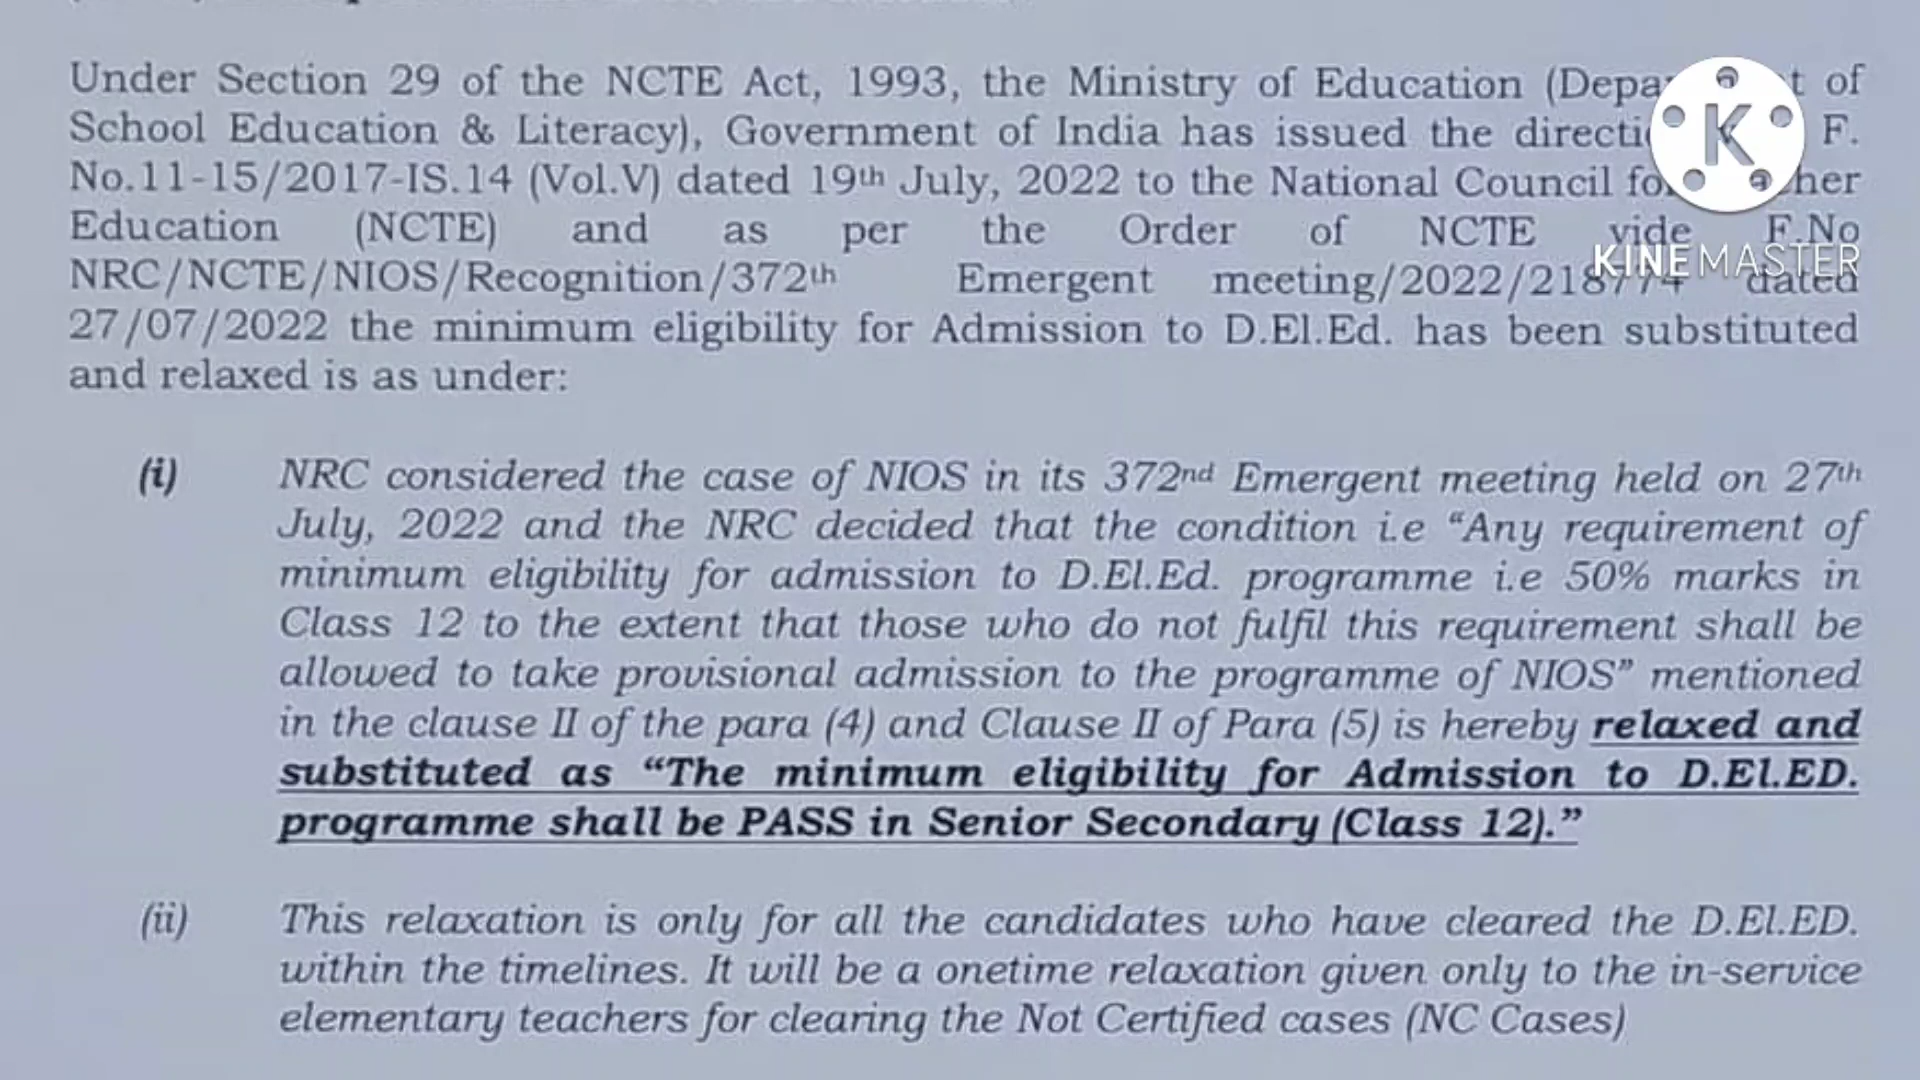 Under Section 29 of the NCTE Act, 1993, the Ministry of Education (Depa t of
School Education & Literacy), Government of India has issued the directi F.
No.11-15/2017-IS.14 (Vol.V) dated 19th July, 2022 to the National Council fo her
Education (NCTE) and as per the Order of NCTE vide F.No
NRC/NCTE/NIOS/Recognition/372th Emergent meeting/2022/218774 dated
27/07/2022 the minimum eligibility for Admission to D.El.Ed. has been substituted
and relaxed is as under:
(i) NRC considered the case of NIOS in its 372nd Emergent meeting held on 27th
July, 2022 and the NRC decided that the condition i.e “Any requirement of
minimum eligibility for admission to D.El.Ed. programme i.e 50% marks in
Class 12 to the extent that those who do not fulfil this requirement shall be
allowed to take provisional admission to the programme of NIOS” mentioned
in the clause II of the para (4) and Clause II of Para (5) is hereby relaxed and
substituted as “The minimum eligibility for Admission to D.El.ED.
programme shall be PASS in Senior Secondary (Class 12).”
(ii) This relaxation is only for all the candidates who have cleared the D.El.ED.
within the timelines. It will be a onetime relaxation given only to the in-service
elementary teachers for clearing the Not Certified cases (NC Cases)
K
KINEMASTER